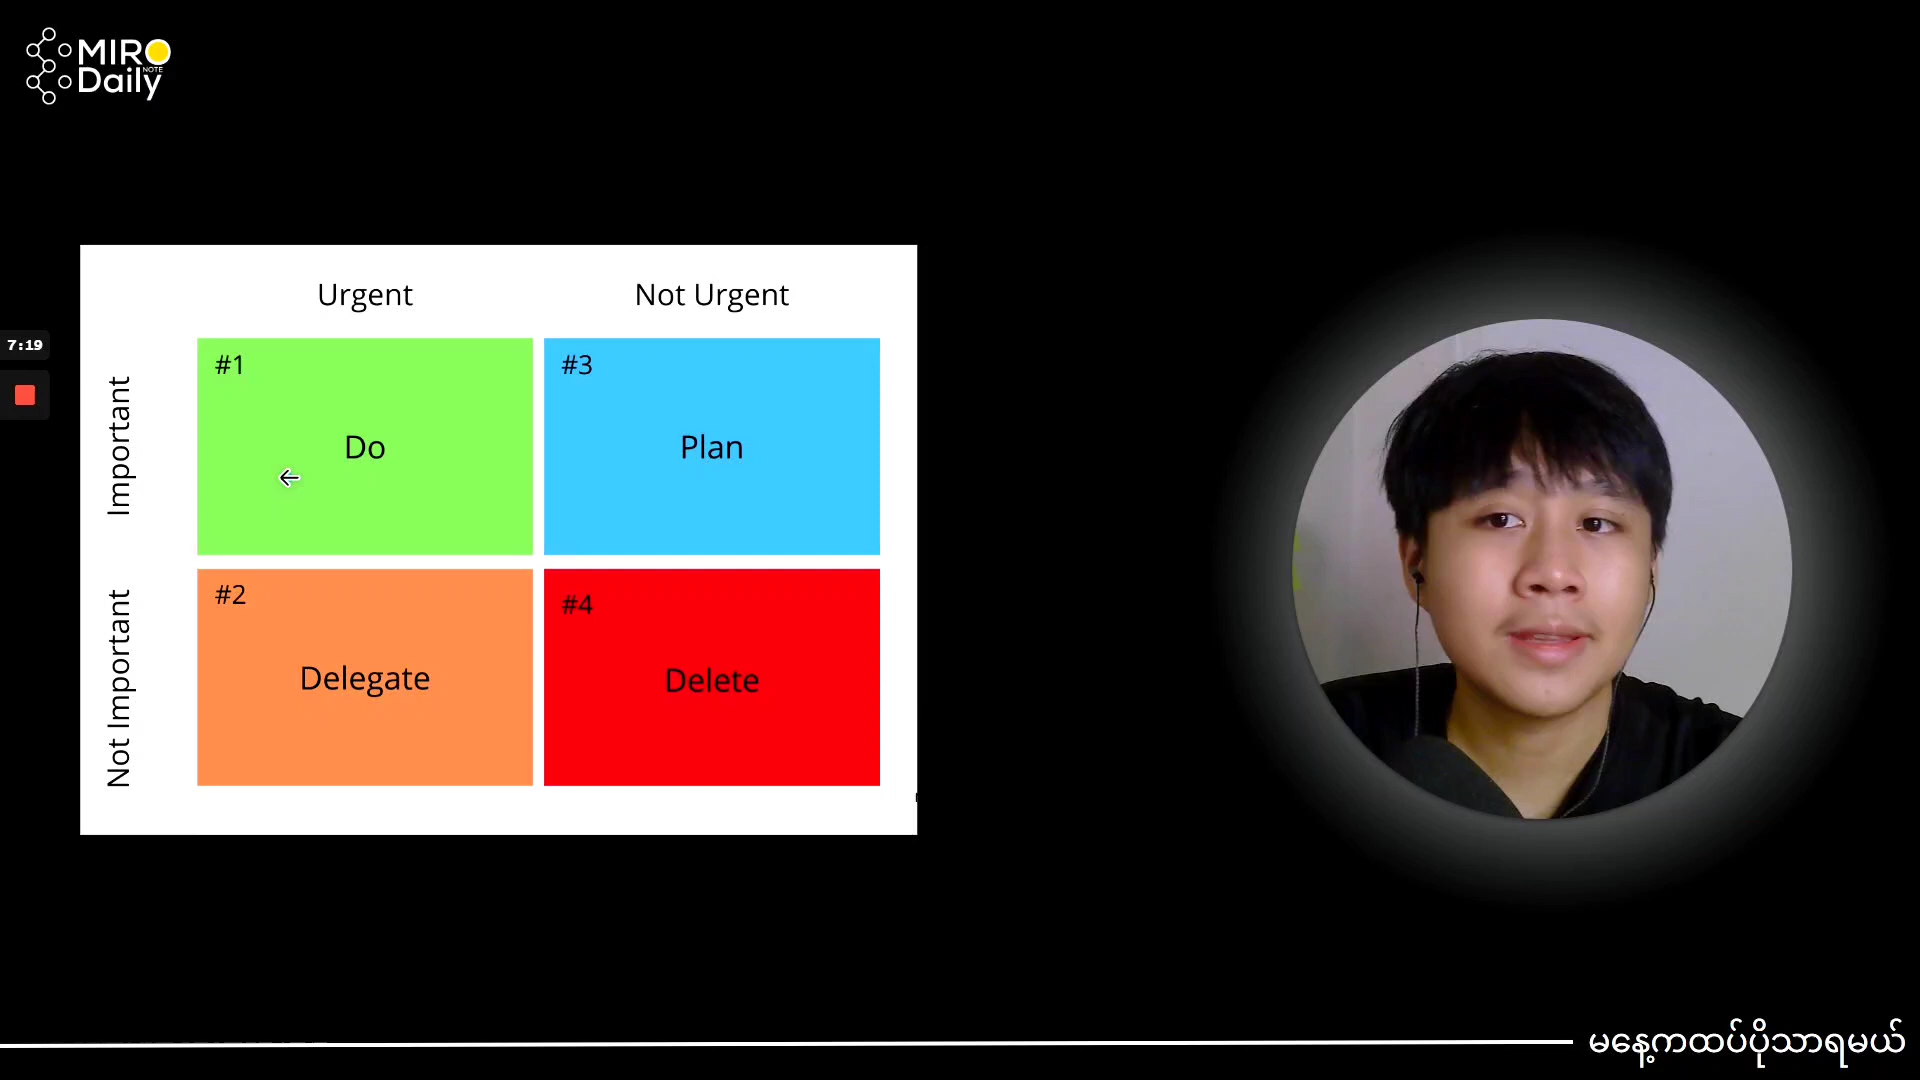 MIRO
NOTE
Daily
Urgent
Not Urgent
7:19
Important
#1
Do
#3
Plan
Not Important
#2
Delegate
#4
Delete
မနေ့ကထပ်ပိုသာရမယ်